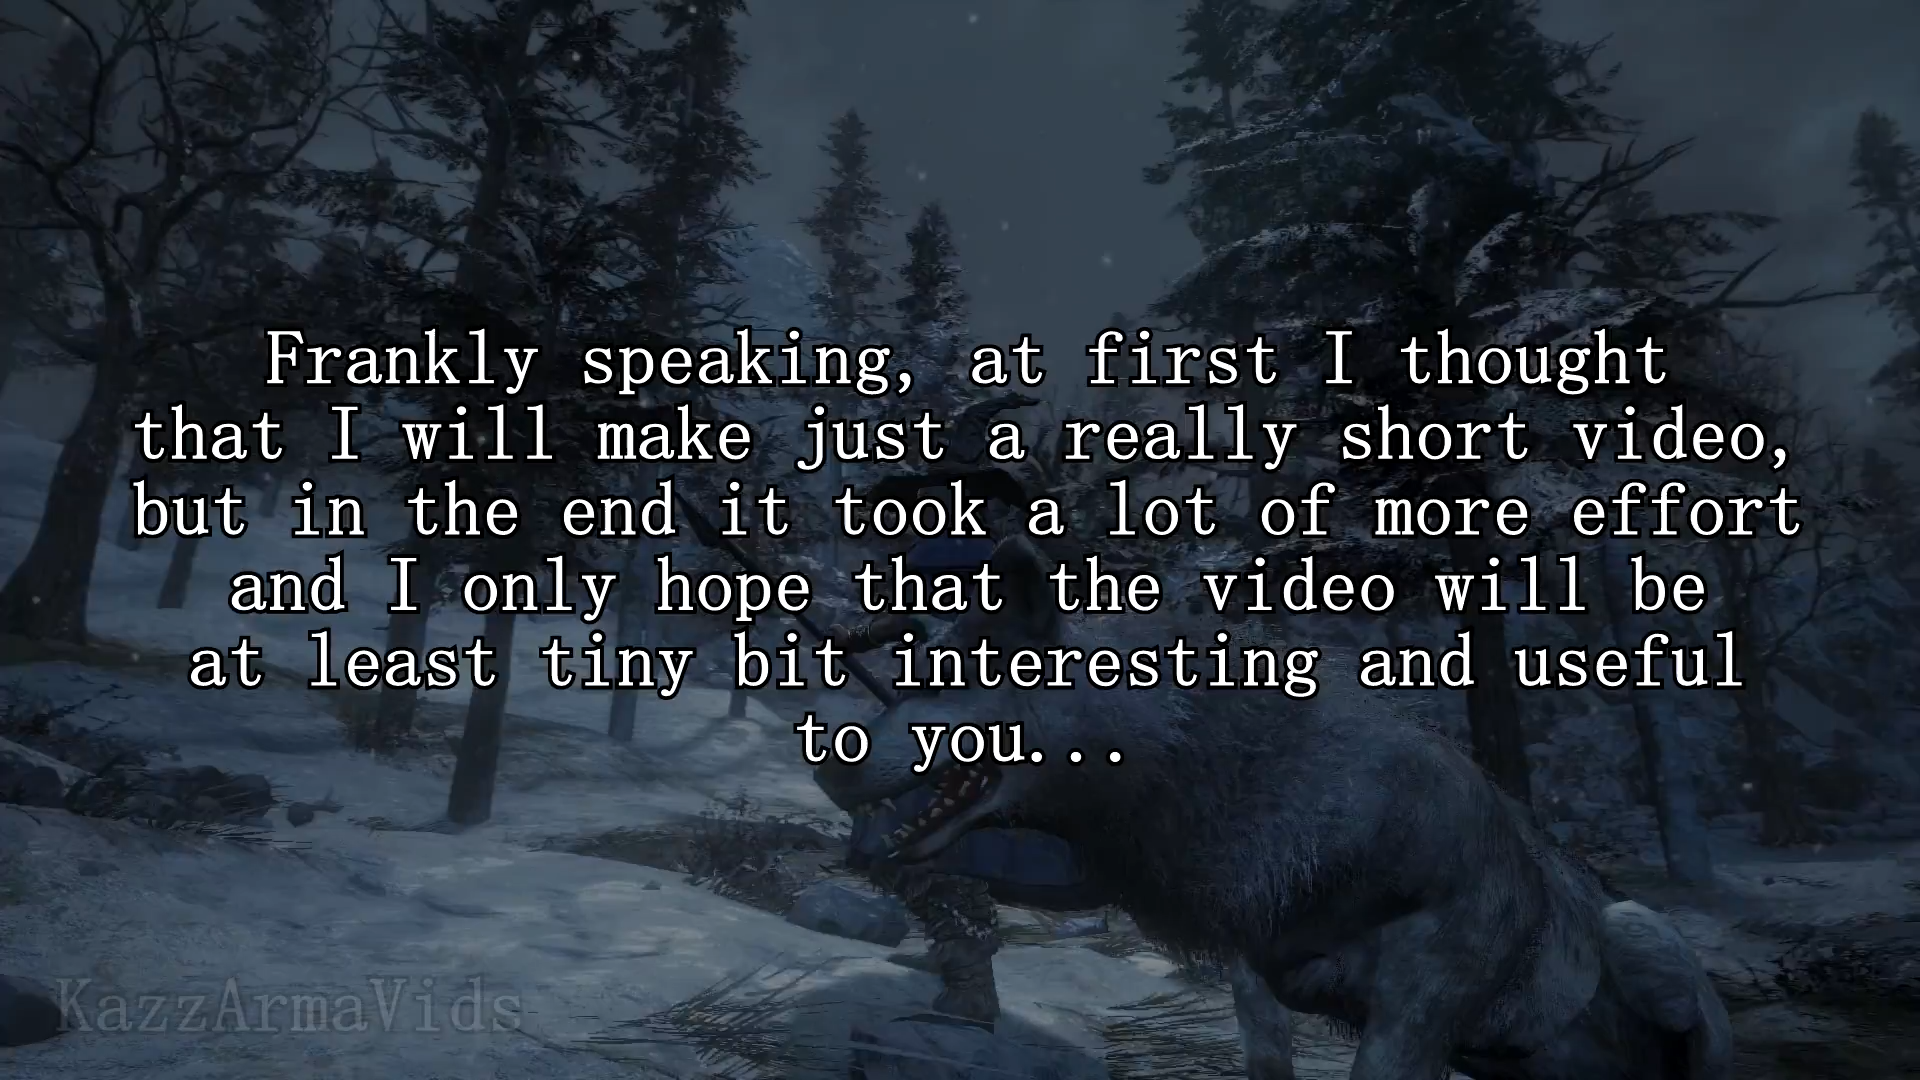 Frankly speaking, at first I thought
that I will make just a really short video,
but in the end it took a lot of more effort
and I only hope that the video will be
at least tiny bit interesting and useful
to you...
KazzArmaVids